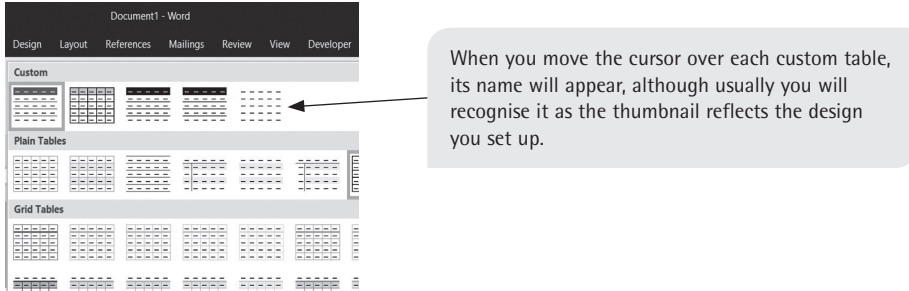 Document1 - Word
Design Layout References Mailings Review View Developer
Custom
Plain Tables
Grid Tables
When you move the cursor over each custom table,
its name will appear, although usually you will
recognise it as the thumbnail reflects the design
you set up.